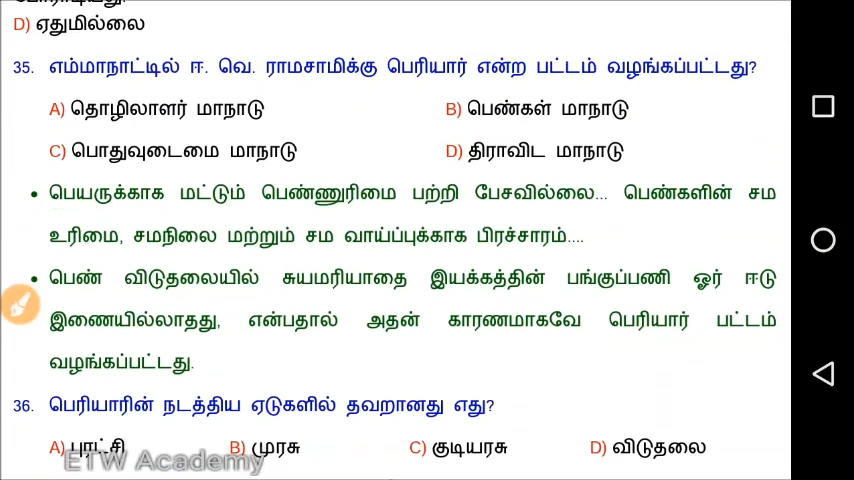 D) ஏதுமில்லை
35. எம்மாநாட்டில் ஈ. வெ. ராமசாமிக்கு பெரியார் என்ற பட்டம் வழங்கப்பட்டது?
A) தொழிலாளர் மாநாடு B) பெண்கள் மாநாடு
C) பொதுவுடைமை மாநாடு D) திராவிட மாநாடு
• பெயருக்காக மட்டும் பெண்ணுரிமை பற்றி பேசவில்லை... பெண்களின் சம
உரிமை, சமநிலை மற்றும் சம வாய்ப்புக்காக பிரச்சாரம்....
• பெண் விடுதலையில் சுயமரியாதை இயக்கத்தின் பங்குப்பணி ஓர் ஈடு
இணையில்லாதது, என்பதால் அதன் காரணமாகவே பெரியார் பட்டம்
வழங்கப்பட்டது.
36. பெரியாரின் நடத்திய ஏடுகளில் தவறானது எது?
A) புரட்சி B) முரசு C) குடியரசு D) விடுதலை
ETW Academy